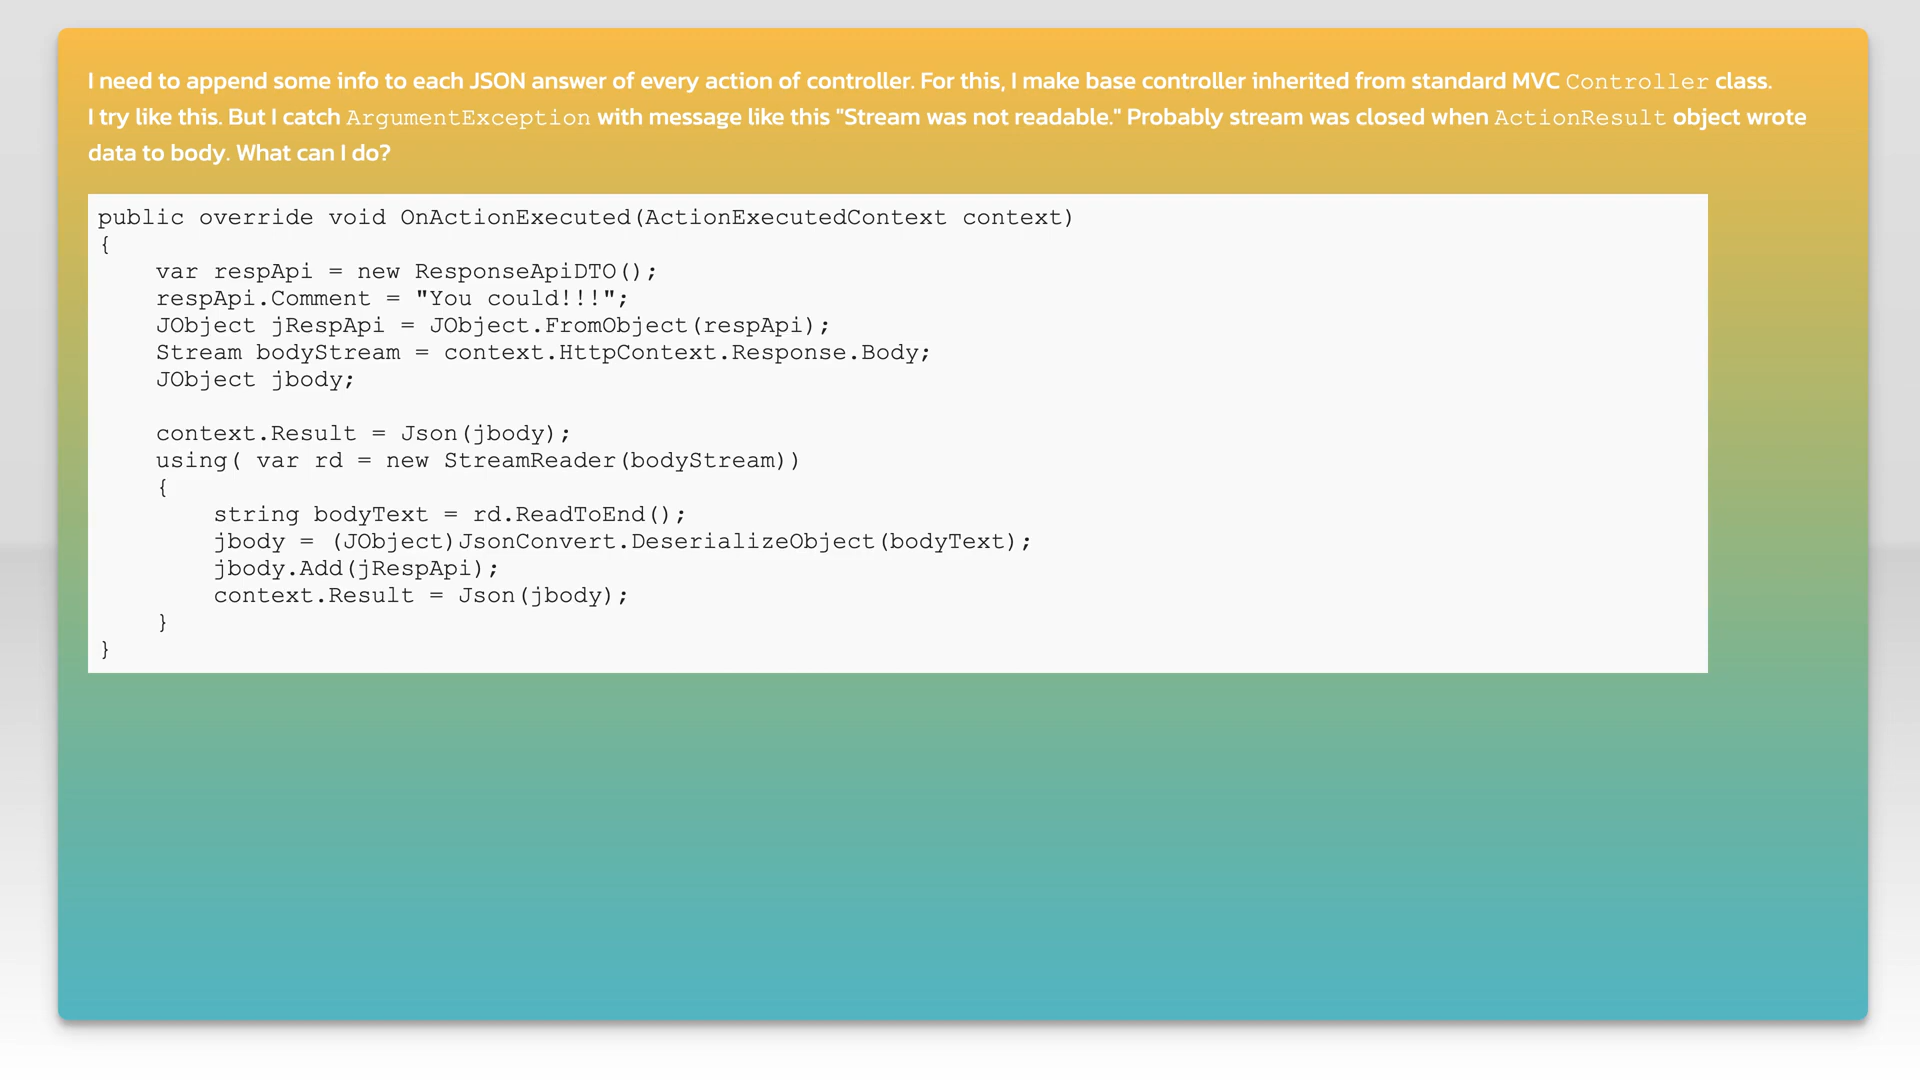 I need to append some info to each JSON answer of every action of controller. For this, I make base controller inherited from standard MVC Controller class.
I try like this. But I catch ArgumentException with message like this "Stream was not readable." Probably stream was closed when ActionResult object wrote
data to body. What can I do?
public override void OnActionExecuted(ActionExecutedContext context)
{
    var respApi = new ResponseApiDTO();
    respApi.Comment = "You could!!!";
    JObject jRespApi = JObject.FromObject(respApi);
    Stream bodyStream = context.HttpContext.Response.Body;
    JObject jbody;

    context.Result = Json(jbody);
    using( var rd = new StreamReader(bodyStream))
    {
        string bodyText = rd.ReadToEnd();
        jbody = (JObject)JsonConvert.DeserializeObject(bodyText);
        jbody.Add(jRespApi);
        context.Result = Json(jbody);
    }
}